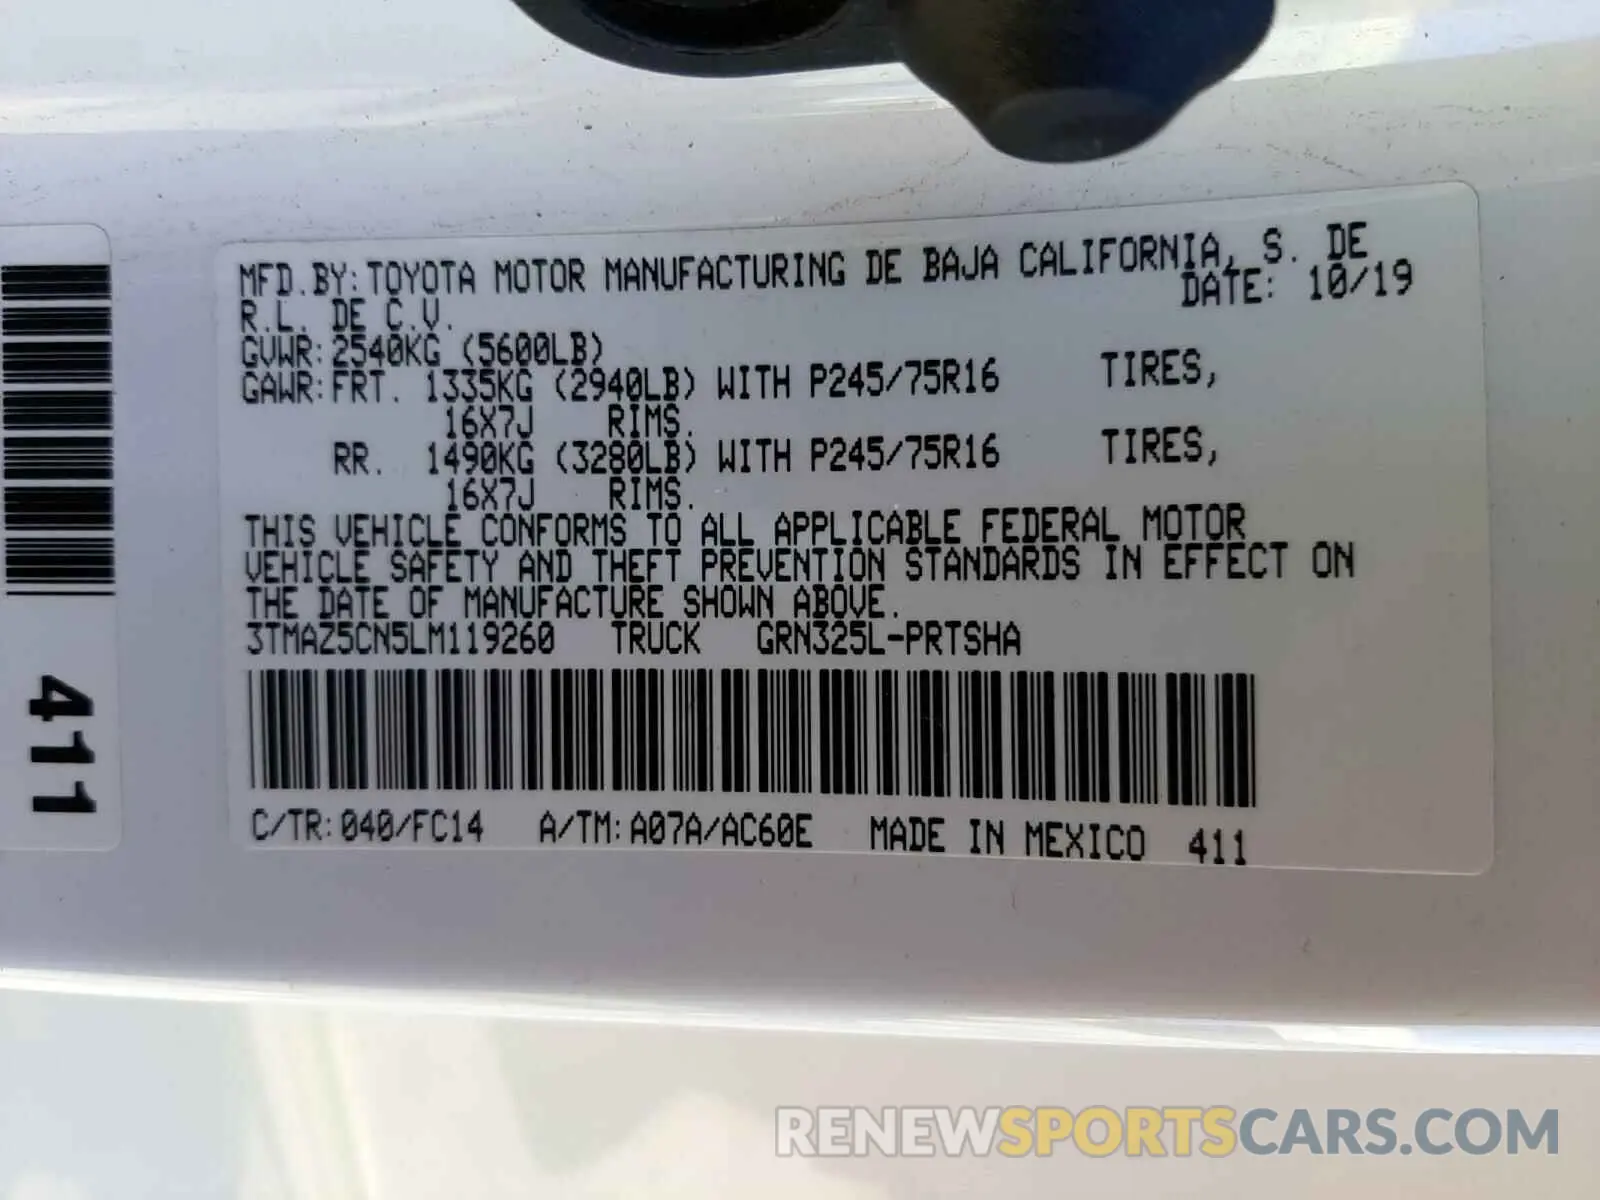 MFD.BY:TOYOTA MOTOR MANUFACTURING DE BAJA CALIFORNIA, S. DE
R.L. DE C.V. DATE: 10/19
GVWR:2540KG (5600LB)
GAWR:FRT. 1335KG (2940LB) WITH P245/75R16 TIRES,
16X7J RIMS.
RR. 1490KG (3280LB) WITH P245/75R16 TIRES,
16X7J RIMS.
THIS VEHICLE CONFORMS TO ALL APPLICABLE FEDERAL MOTOR
VEHICLE SAFETY AND THEFT PREVENTION STANDARDS IN EFFECT ON
THE DATE OF MANUFACTURE SHOWN ABOVE.
3TMAZ5CN5LM119260 TRUCK GRN325L-PRTSHA
C/TR:040/FC14 A/TM:A07A/AC60E MADE IN MEXICO 411
411
RENEWSPORTSCARS.COM